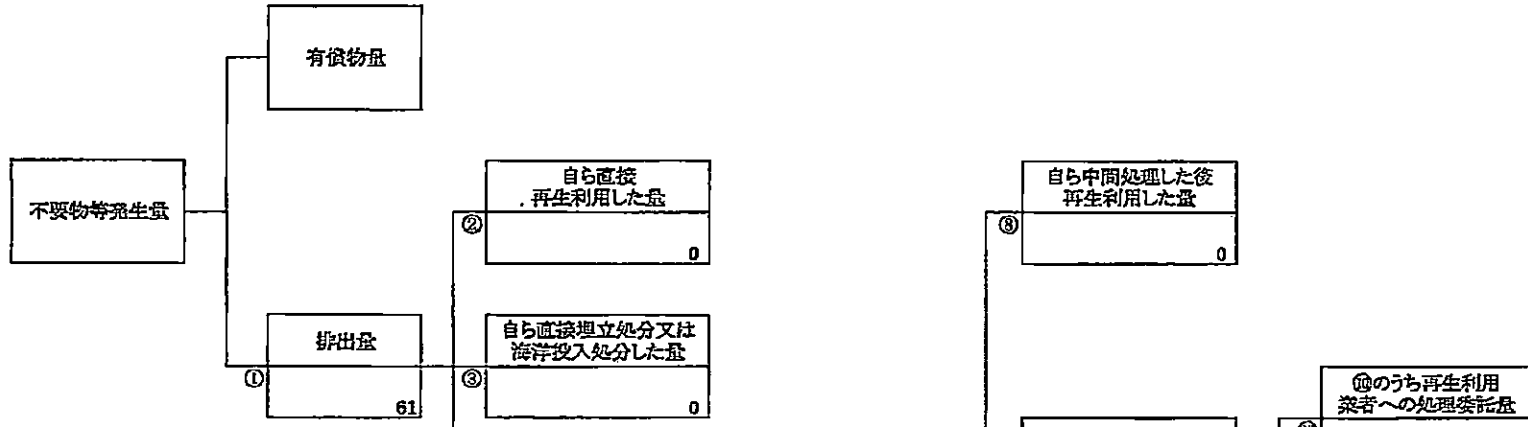 有償物量
不要物等発生量
自ら直接
再生利用した量
②
0
自ら中間処理した後
再生利用した量
⑧
0
排出量
①
61
自ら直接埋立処分又は
海洋投入処分した量
③
0
⑩のうち再生利用
業者への処理委託量